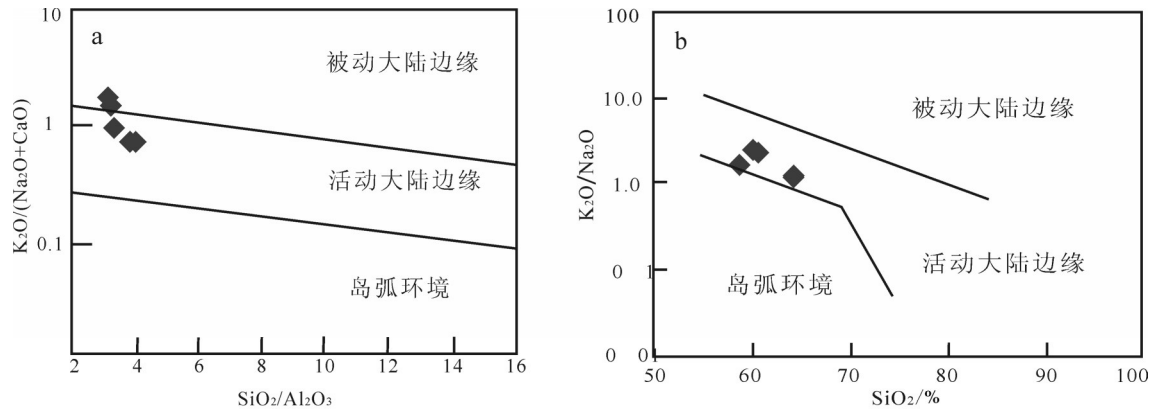 a
10
1
0.1
K₂O/(Na₂O+CaO)
被动大陆边缘
活动大陆边缘
岛弧环境
2 4 6 8 10 12 14 16
SiO₂/Al₂O₃
b
100
10.0
1.0
0 1
0 0
K₂O/Na₂O
被动大陆边缘
活动大陆边缘
岛弧环境
50 60 70 80 90 100
SiO₂/%